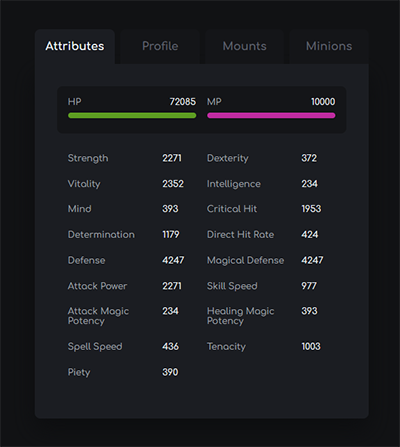 Attributes Profile Mounts Minions
HP 72085 MP 10000
Strength 2271 Dexterity 372
Vitality 2352 Intelligence 234
Mind 393 Critical Hit 1953
Determination 1179 Direct Hit Rate 424
Defense 4247 Magical Defense 4247
Attack Power 2271 Skill Speed 977
Attack Magic 234 Healing Magic 393
Potency Potency
Spell Speed 436 Tenacity 1003
Piety 390